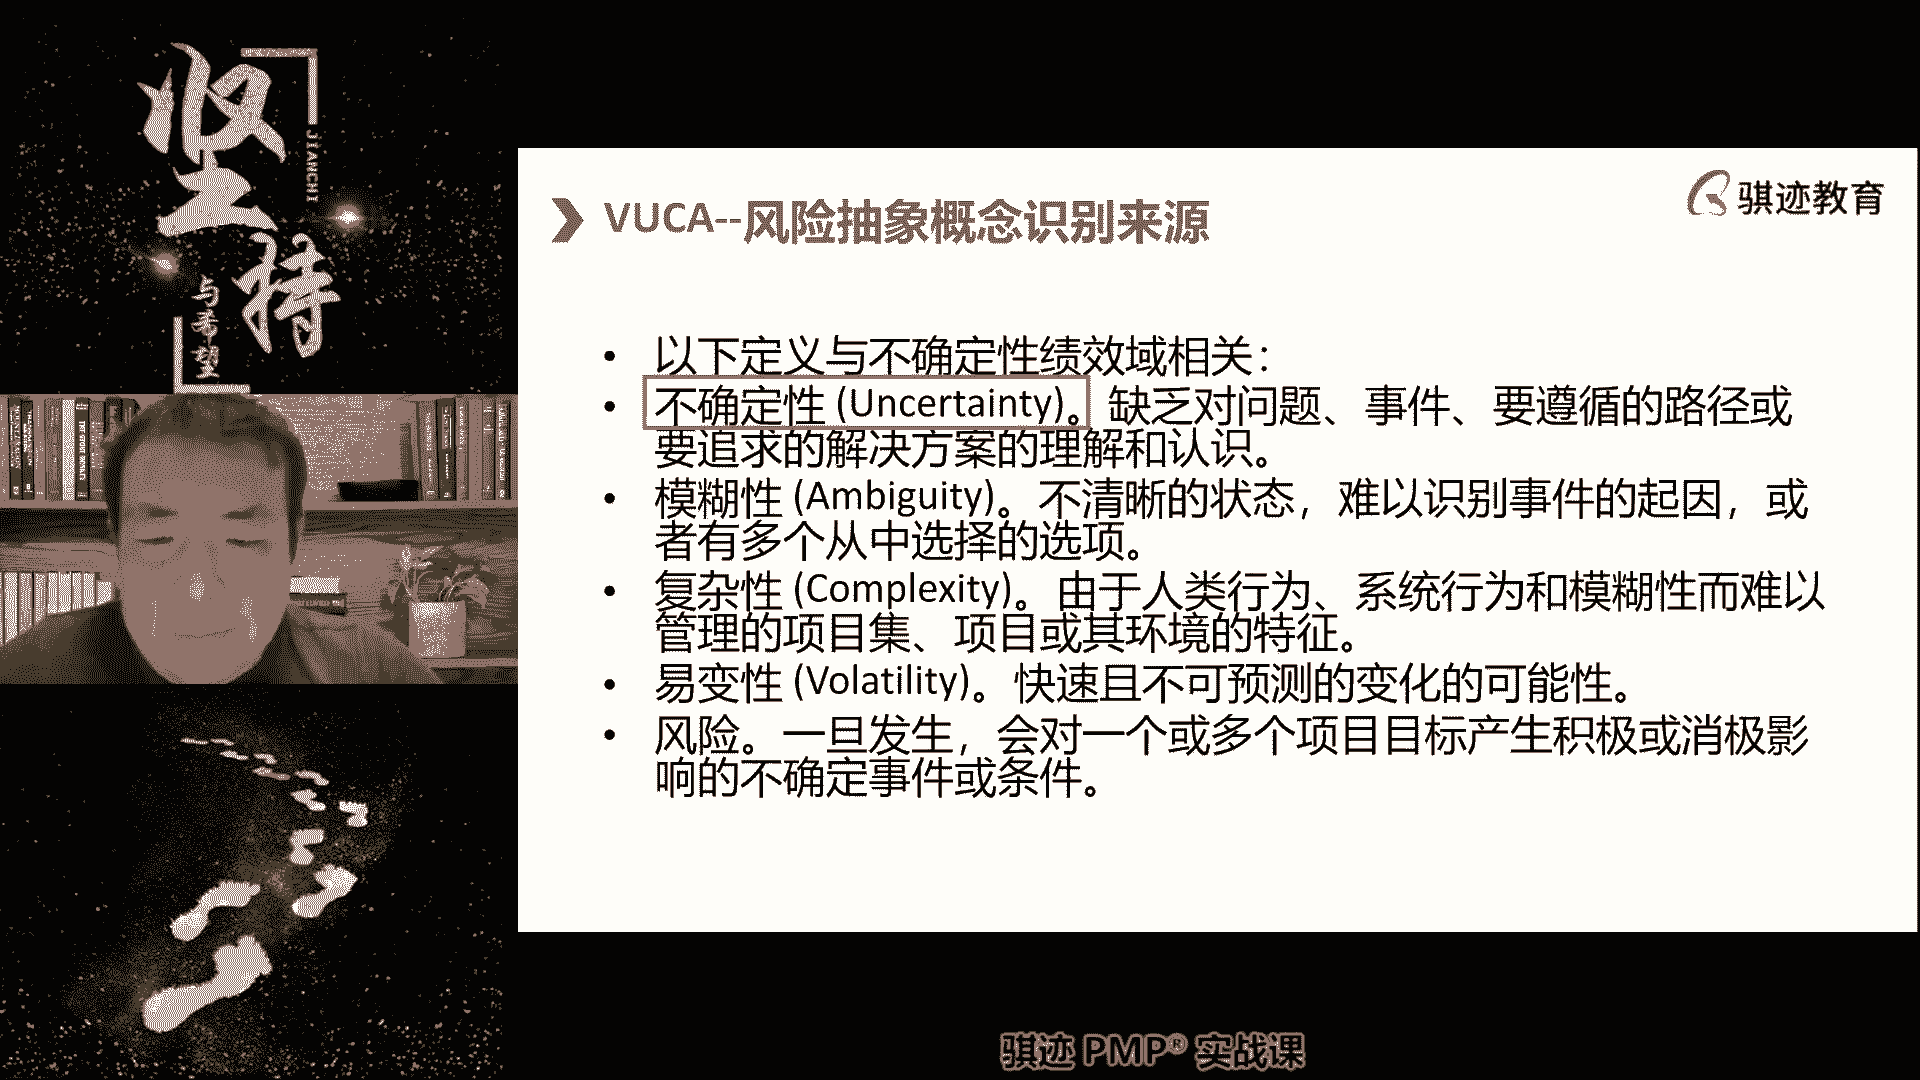 坚持
JIANCHI
与希望
骐迹教育
VUCA--风险抽象概念识别来源
• 以下定义与不确定性绩效域相关：
• 不确定性 (Uncertainty)。缺乏对问题、事件、要遵循的路径或
要追求的解决方案的理解和认识。
• 模糊性 (Ambiguity)。不清晰的状态，难以识别事件的起因，或
者有多个从中选择的选项。
• 复杂性 (Complexity)。由于人类行为、系统行为和模糊性而难以
管理的项目集、项目或其环境的特征。
• 易变性 (Volatility)。快速且不可预测的变化的可能性。
• 风险。一旦发生，会对一个或多个项目目标产生积极或消极影
响的不确定事件或条件。
骐迹 PMP® 实战课